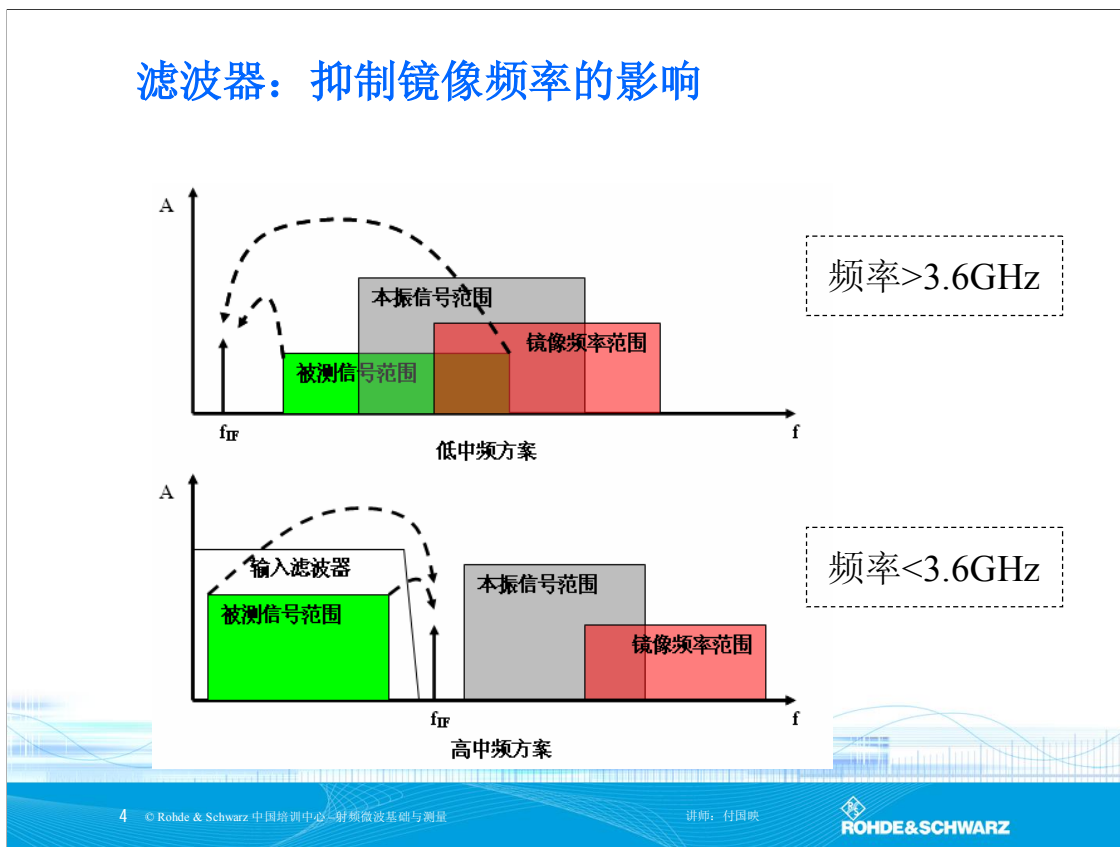 滤波器：抑制镜像频率的影响
A
本振信号范围
镜像频率范围
被测信号范围
fIF
f
低中频方案
频率>3.6GHz
A
输入滤波器
本振信号范围
被测信号范围
镜像频率范围
fIF
f
高中频方案
频率<3.6GHz
4 © Rohde & Schwarz 中国培训中心–射频微波基础与测量
讲师：付国映
ROHDE&SCHWARZ